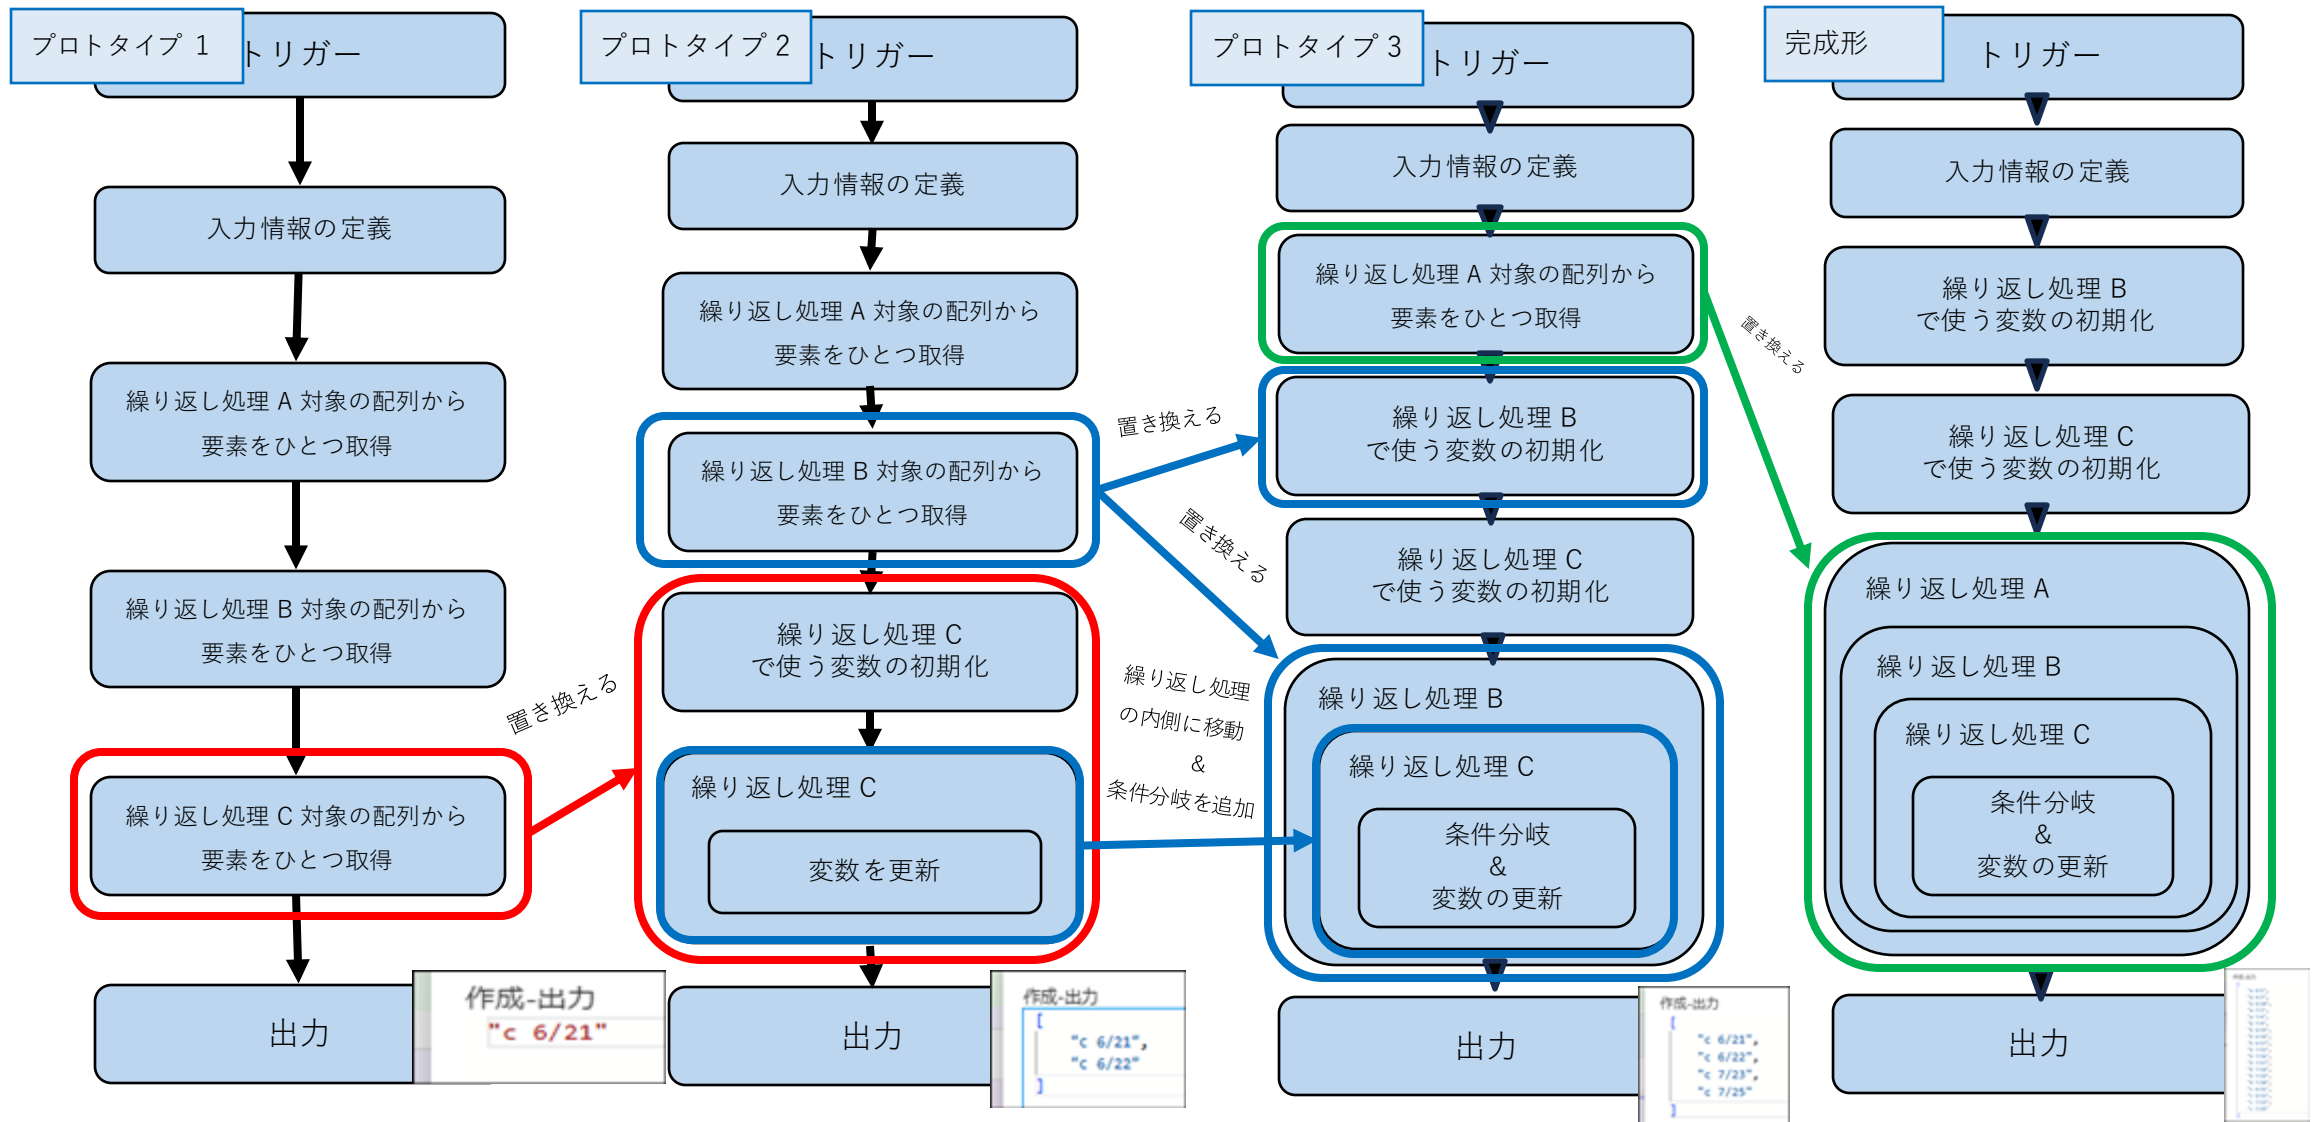 プロトタイプ 1
トリガー
入力情報の定義
繰り返し処理 A 対象の配列から
要素をひとつ取得
繰り返し処理 B 対象の配列から
要素をひとつ取得
繰り返し処理 C 対象の配列から
要素をひとつ取得
出力
作成-出力
"c 6/21"
置き換える
プロトタイプ 2
トリガー
入力情報の定義
繰り返し処理 A 対象の配列から
要素をひとつ取得
繰り返し処理 B 対象の配列から
要素をひとつ取得
繰り返し処理 C
で使う変数の初期化
繰り返し処理 C
変数を更新
出力
作成-出力
[
"c 6/21",
"c 6/22"
]
置き換える
置き換える
繰り返し処理
の内側に移動
&
条件分岐を追加
プロトタイプ 3
トリガー
入力情報の定義
繰り返し処理 A 対象の配列から
要素をひとつ取得
繰り返し処理 B
で使う変数の初期化
繰り返し処理 C
で使う変数の初期化
繰り返し処理 B
繰り返し処理 C
条件分岐
&
変数の更新
出力
作成-出力
[
"c 6/21",
"c 6/22",
"c 7/23",
"c 7/25"
]
置き換える
完成形
トリガー
入力情報の定義
繰り返し処理 B
で使う変数の初期化
繰り返し処理 C
で使う変数の初期化
繰り返し処理 A
繰り返し処理 B
繰り返し処理 C
条件分岐
&
変数の更新
出力